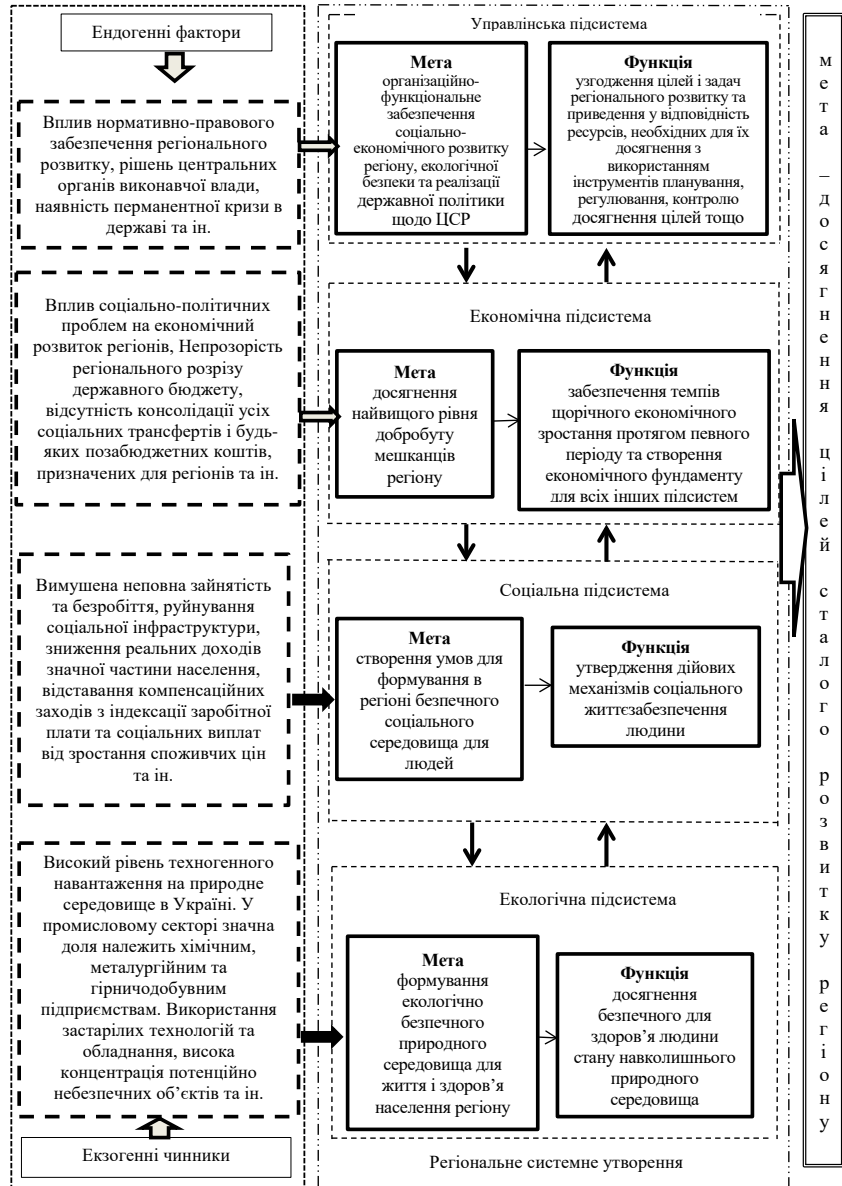 Ендогенні фактори
Вплив нормативно-правового
забезпечення регіонального
розвитку, рішень центральних
органів виконавчої влади,
наявність перманентної кризи в
державі та ін.
Вплив соціально-політичних
проблем на економічний
розвиток регіонів, Непрозорість
регіонального розрізу
державного бюджету,
відсутність консолідації усіх
соціальних трансфертів і будь-
яких позабюджетних коштів,
призначених для регіонів та ін.
Вимушена неповна зайнятість
та безробіття, руйнування
соціальної інфраструктури,
зниження реальних доходів
значної частини населення,
відставання компенсаційних
заходів з індексації заробітної
плати та соціальних виплат
від зростання споживчих цін
та ін.
Високий рівень техногенного
навантаження на природне
середовище в Україні. У
промисловому секторі значна
доля належить хімічним,
металургійним та
гірничодобувним
підприємствам. Використання
застарілих технологій та
обладнання, висока
концентрація потенційно
небезпечних об’єктів та ін.
Екзогенні чинники
Управлінська підсистема
Мета
організаційно-
функціональне
забезпечення
соціально-
економічного розвитку
регіону, екологічної
безпеки та реалізації
державної політики
щодо ЦСР
Функція
узгодження цілей і задач
регіонального розвитку та
приведення у відповідність
ресурсів, необхідних для їх
досягнення з
використанням
інструментів планування,
регулювання, контролю
досягнення цілей тощо
Економічна підсистема
Мета
досягнення
найвищого рівня
добробуту
мешканців
регіону
Функція
забезпечення темпів
щорічного економічного
зростання протягом певного
періоду та створення
економічного фундаменту
для всіх інших підсистем
Соціальна підсистема
Мета
створення умов для
формування в
регіоні безпечного
соціального
середовища для
людей
Функція
утвердження дійових
механізмів соціального
життєзабезпечення
людини
Екологічна підсистема
Мета
формування
екологічно
безпечного
природного
середовища для
життя і здоров’я
населення регіону
Функція
досягнення
безпечного для
здоров’я людини
стану навколишнього
природного
середовища
Регіональне системне утворення
мета – досягнення цілей сталого розвитку регіону